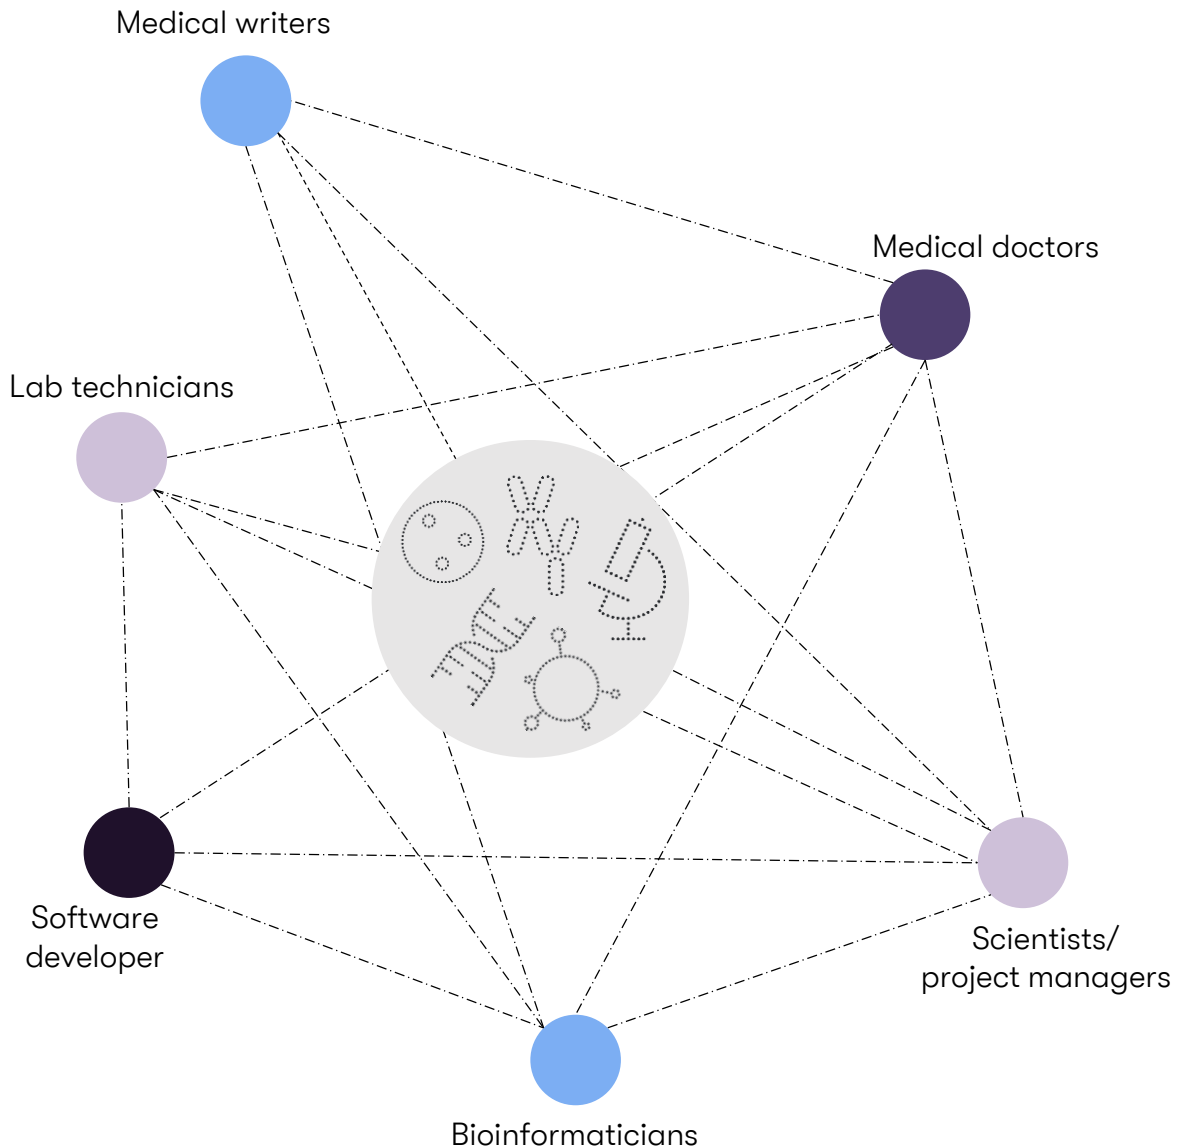 Medical writers
Medical doctors
Lab technicians
Software
developer
Scientists/
project managers
Bioinformaticians